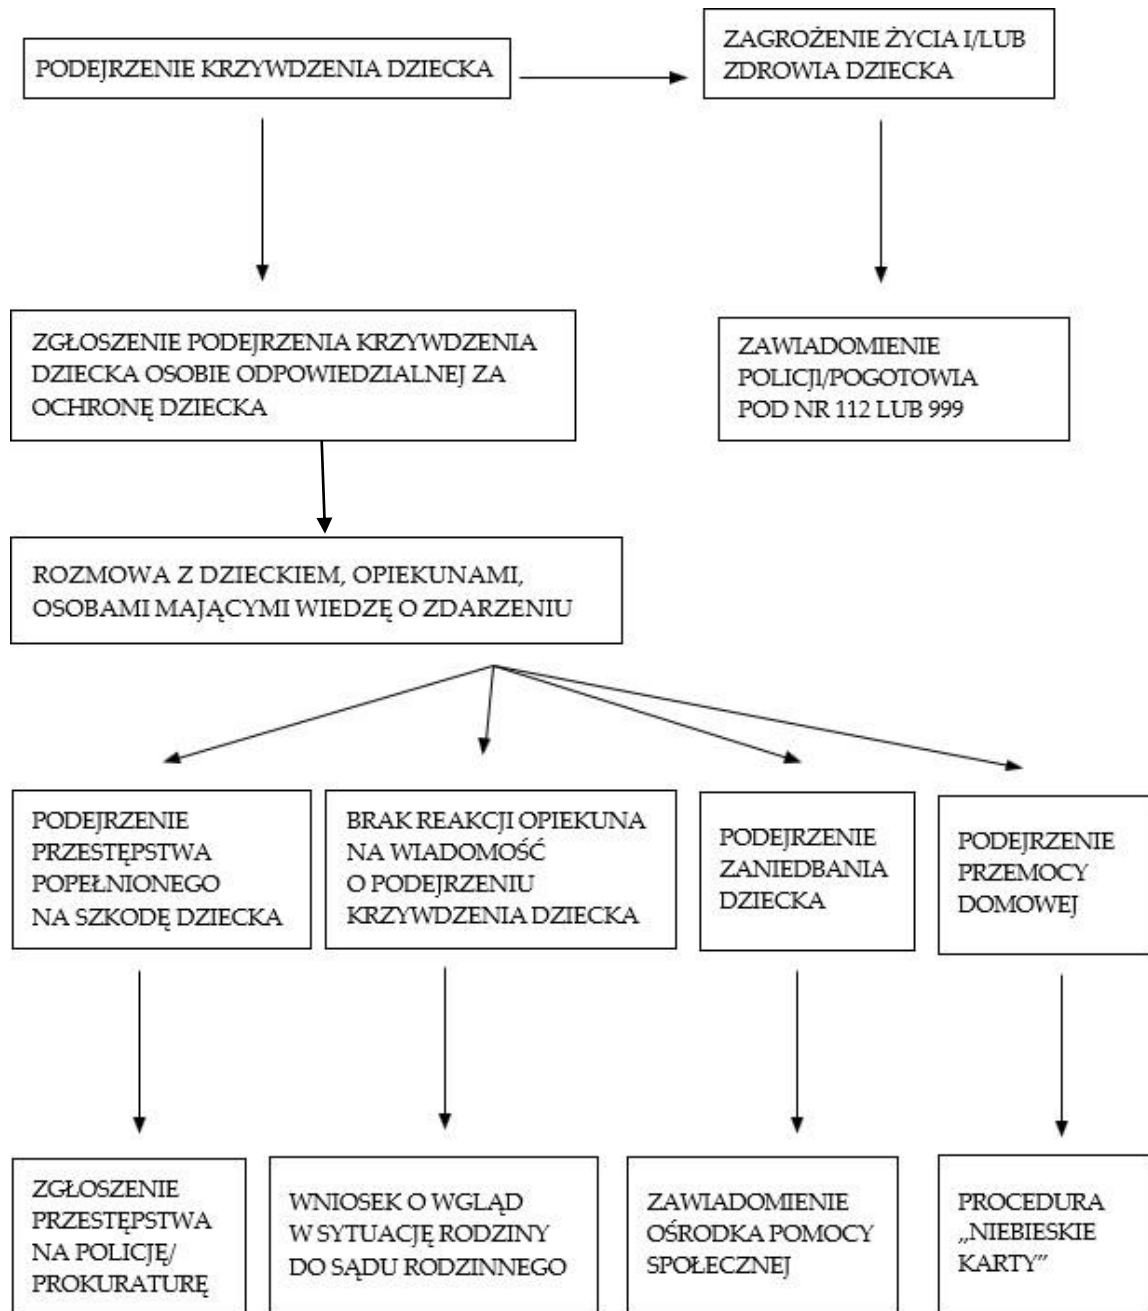 PODEJRZENIE KRZYWDZENIA DZIECKA
ZAGROŻENIE ŻYCIA I/LUB
ZDROWIA DZIECKA
ZGŁOSZENIE PODEJRZENIA KRZYWDZENIA
DZIECKA OSOBIE ODPOWIEDZIALNEJ ZA
OCHRONĘ DZIECKA
ZAWIADOMIENIE
POLICJI/POGOTOWIA
POD NR 112 LUB 999
ROZMOWA Z DZIECKIEM, OPIEKUNAMI,
OSOBAMI MAJĄCYMI WIEDZĘ O ZDARZENIU
PODEJRZENIE
PRZESTĘPSTWA
POPEŁNIONEGO
NA SZKODĘ DZIECKA
BRAK REAKCJI OPIEKUNA
NA WIADOMOŚĆ
O PODEJRZENIU
KRZYWDZENIA DZIECKA
PODEJRZENIE
ZANIEDBANIA
DZIECKA
PODEJRZENIE
PRZEMOCY
DOMOWEJ
ZGŁOSZENIE
PRZESTĘPSTWA
NA POLICJĘ/
PROKURATURĘ
WNIOSEK O WGLĄD
W SYTUACJĘ RODZINY
DO SĄDU RODZINNEGO
ZAWIADOMIENIE
OŚRODKA POMOCY
SPOŁECZNEJ
PROCEDURA
„NIEBIESKIE
KARTY”